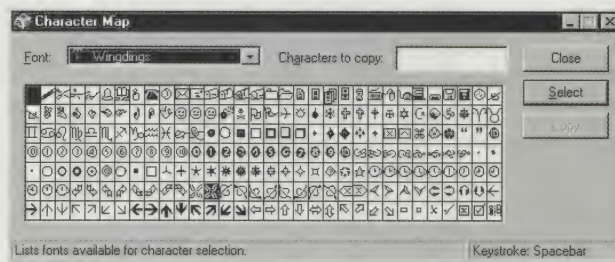 Character Map
Font: Wingdings Characters to copy: Close
Select
Copy
Lists fonts available for character selection. Keystroke: Spacebar